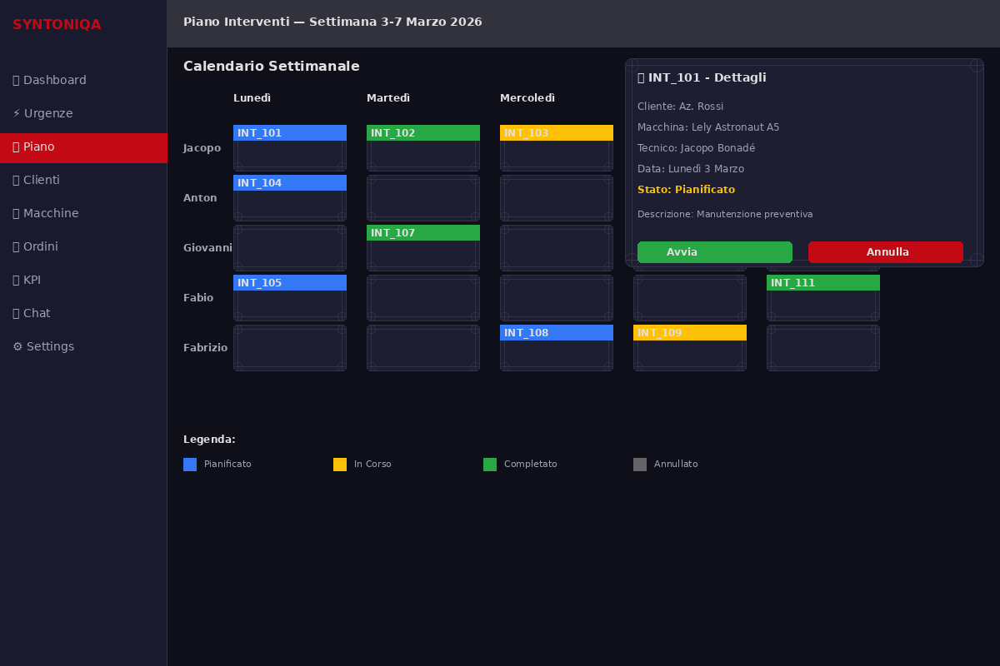 SYNTONIQA
Dashboard
⚡ Urgenze
Piano
Clienti
Macchine
Ordini
KPI
Chat
⚙ Settings
Piano Interventi — Settimana 3-7 Marzo 2026
Calendario Settimanale
Lunedì Martedì Mercoledì
Jacopo INT_101 INT_102 INT_103
Anton INT_104
Giovanni INT_107
Fabio INT_105 INT_111
Fabrizio INT_108 INT_109
INT_101 - Dettagli
Cliente: Az. Rossi
Macchina: Lely Astronaut A5
Tecnico: Jacopo Bonadé
Data: Lunedì 3 Marzo
Stato: Pianificato
Descrizione: Manutenzione preventiva
Avvia Annulla
Legenda:
Pianificato In Corso Completato Annullato